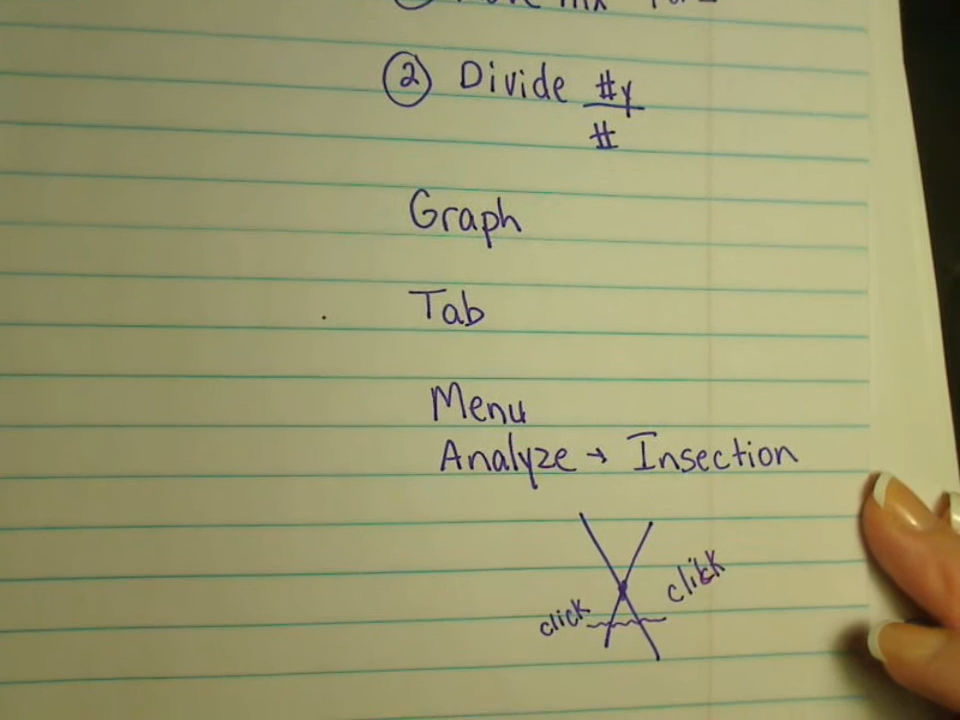 ② Divide #y
#
Graph
Tab
Menu
Analyze → Insection
click
click